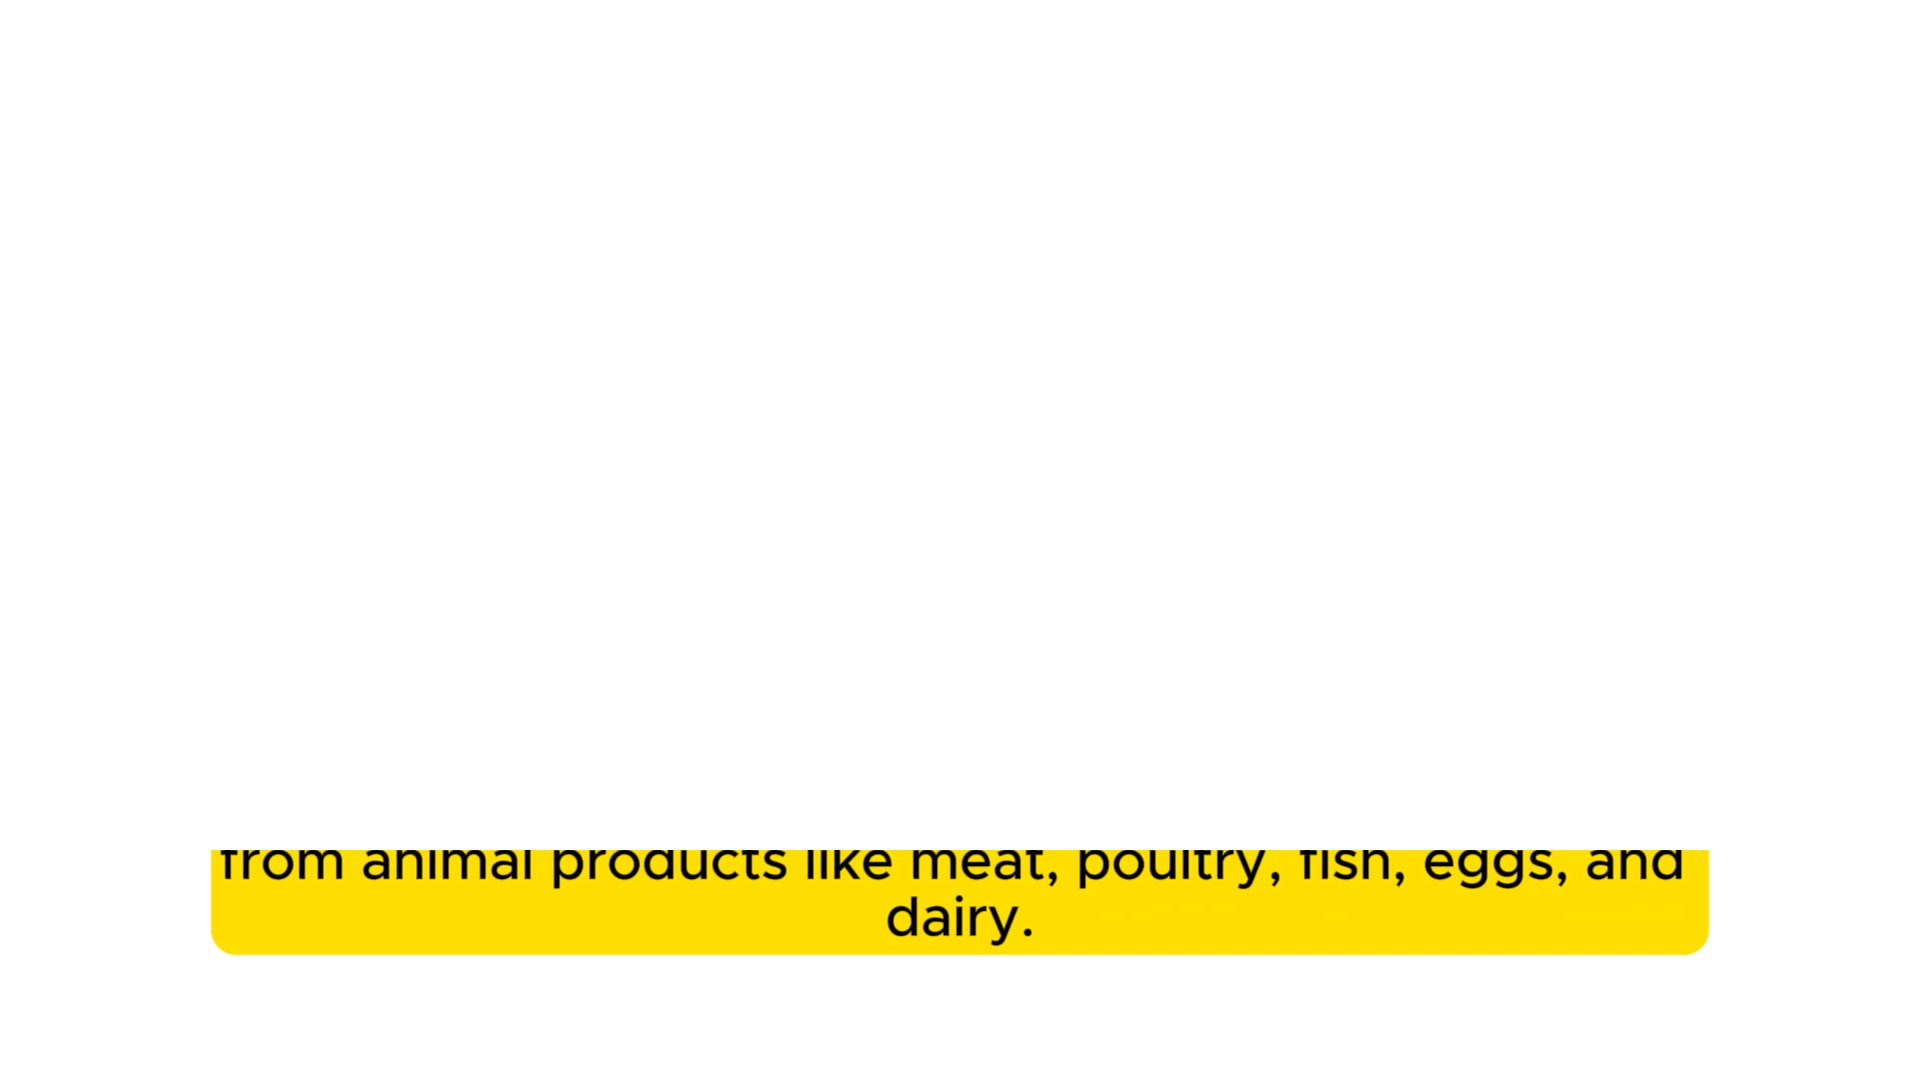 from animal products like meat, poultry, fish, eggs, and
dairy.